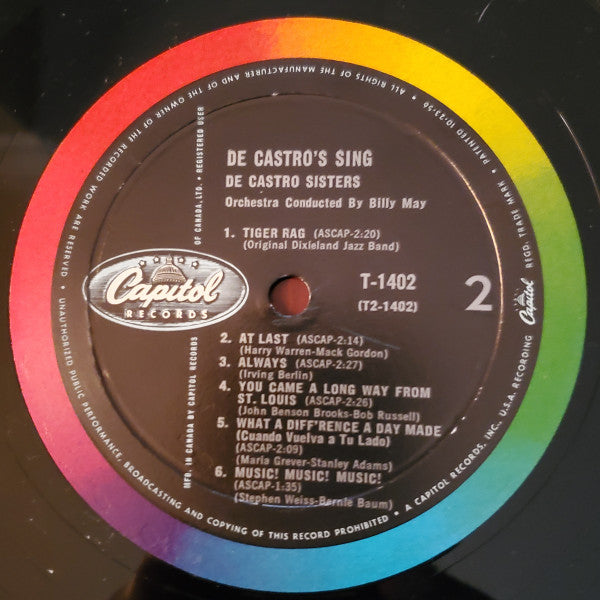 DE CASTRO'S SING
DE CASTRO SISTERS
Orchestra Conducted By Billy May
1. TIGER RAG (ASCAP-2:20)
(Original Dixieland Jazz Band)
Capitol
RECORDS
T-1402
(T2-1402)
2
2. AT LAST (ASCAP-2:14)
(Harry Warren-Mack Gordon)
3. ALWAYS (ASCAP-2:27)
(Irving Berlin)
4. YOU CAME A LONG WAY FROM
ST. LOUIS (ASCAP-2:26)
(John Benson Brooks-Bob Russell)
5. WHAT A DIFF'RENCE A DAY MADE
(Cuando Vuelva a Tu Lado)
(ASCAP-2:09)
(Maria Grever-Stanley Adams)
6. MUSIC! MUSIC! MUSIC!
(ASCAP-1:35)
(Stephen Weiss-Bernie Baum)
MFD. IN CANADA BY CAPITOL RECORDS
OF CANADA, LTD. • REGISTERED USER
Capitol
REGD. TRADE MARK • PATENTED 10-23-56
• ALL RIGHTS OF THE MANUFACTURER AND OF THE OWNER OF THE RECORDED WORK ARE RESERVED • UNAUTHORIZED PUBLIC PERFORMANCE, BROADCASTING AND COPYING OF THIS RECORD PROHIBITED • A CAPITOL RECORDS, INC., U.S.A. RECORDING